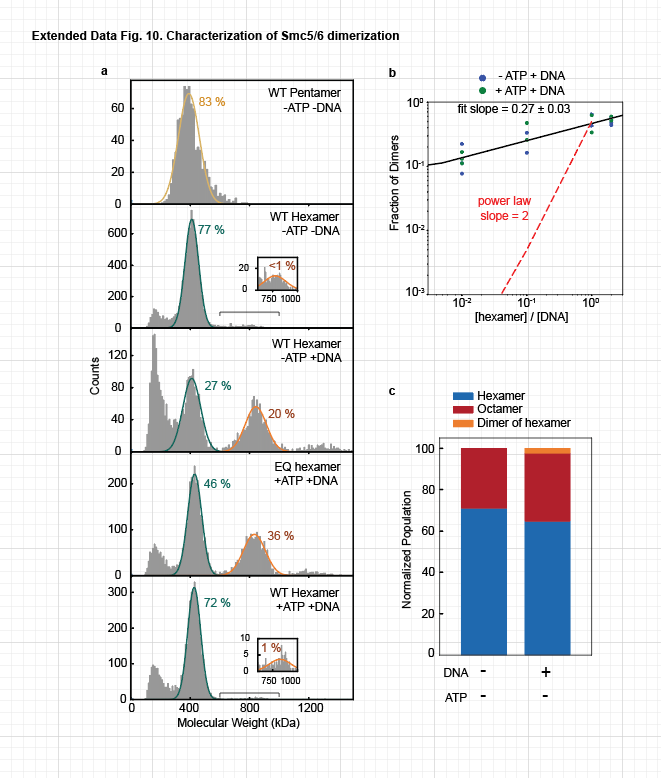 Extended Data Fig. 10. Characterization of Smc5/6 dimerization
a
WT Pentamer
-ATP -DNA
83 %
60
40
20
0
WT Hexamer
-ATP -DNA
77 %
600
400
200
0
20
0
<1 %
750 1000
WT Hexamer
-ATP +DNA
27 %
20 %
120
80
40
0
Counts
EQ hexamer
+ATP +DNA
46 %
36 %
200
100
0
WT Hexamer
+ATP +DNA
72 %
300
200
100
0
10
5
0
1 %
750 1000
0 400 800 1200
Molecular Weight (kDa)
b
- ATP + DNA
+ ATP + DNA
fit slope = 0.27 ± 0.03
power law
slope = 2
10⁰
10⁻¹
10⁻²
10⁻³
Fraction of Dimers
10⁻² 10⁻¹ 10⁰
[hexamer] / [DNA]
c
Hexamer
Octamer
Dimer of hexamer
100
80
60
40
20
0
Normalized Population
DNA - +
ATP - -